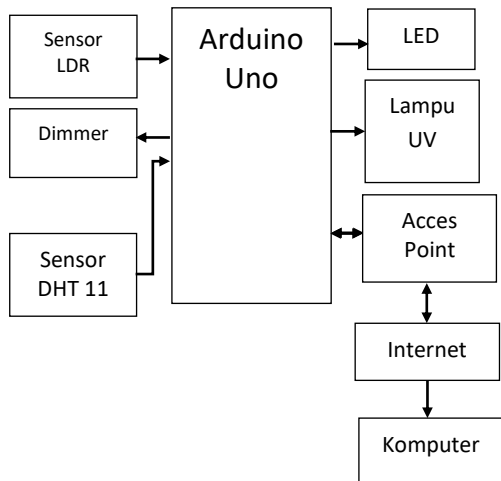 Sensor
LDR
Dimmer
Sensor
DHT 11
Arduino
Uno
LED
Lampu
UV
Acces
Point
Internet
Komputer